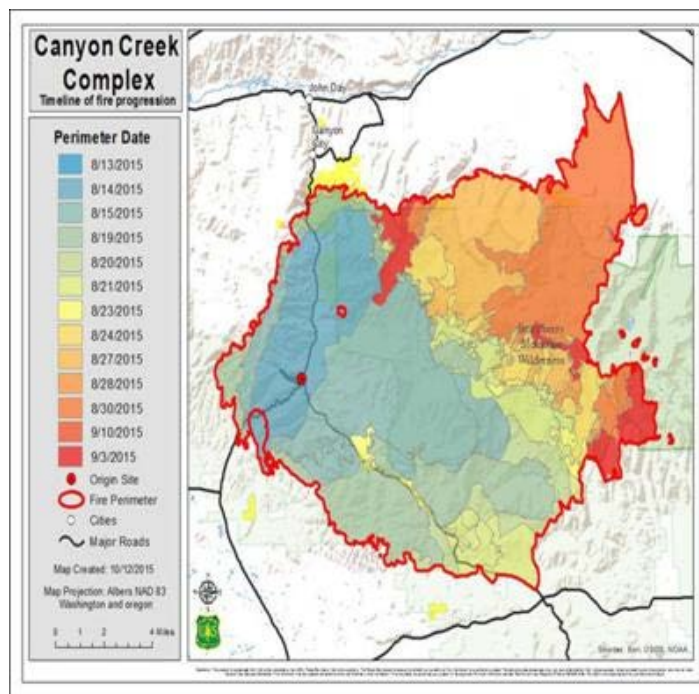 Canyon Creek
Complex
Timeline of fire progression
Perimeter Date
8/13/2015
8/14/2015
8/15/2015
8/19/2015
8/20/2015
8/21/2015
8/23/2015
8/24/2015
8/27/2015
8/28/2015
8/30/2015
9/10/2015
9/3/2015
Origin Site
Fire Perimeter
Cities
Major Roads
Map Created: 10/12/2015
Map Projection: Albers NAD 83
Washington and oregon
0 2 4 Miles
John Day
Canyon
City
Wilderness
Sources: Esri, USGS, NOAA